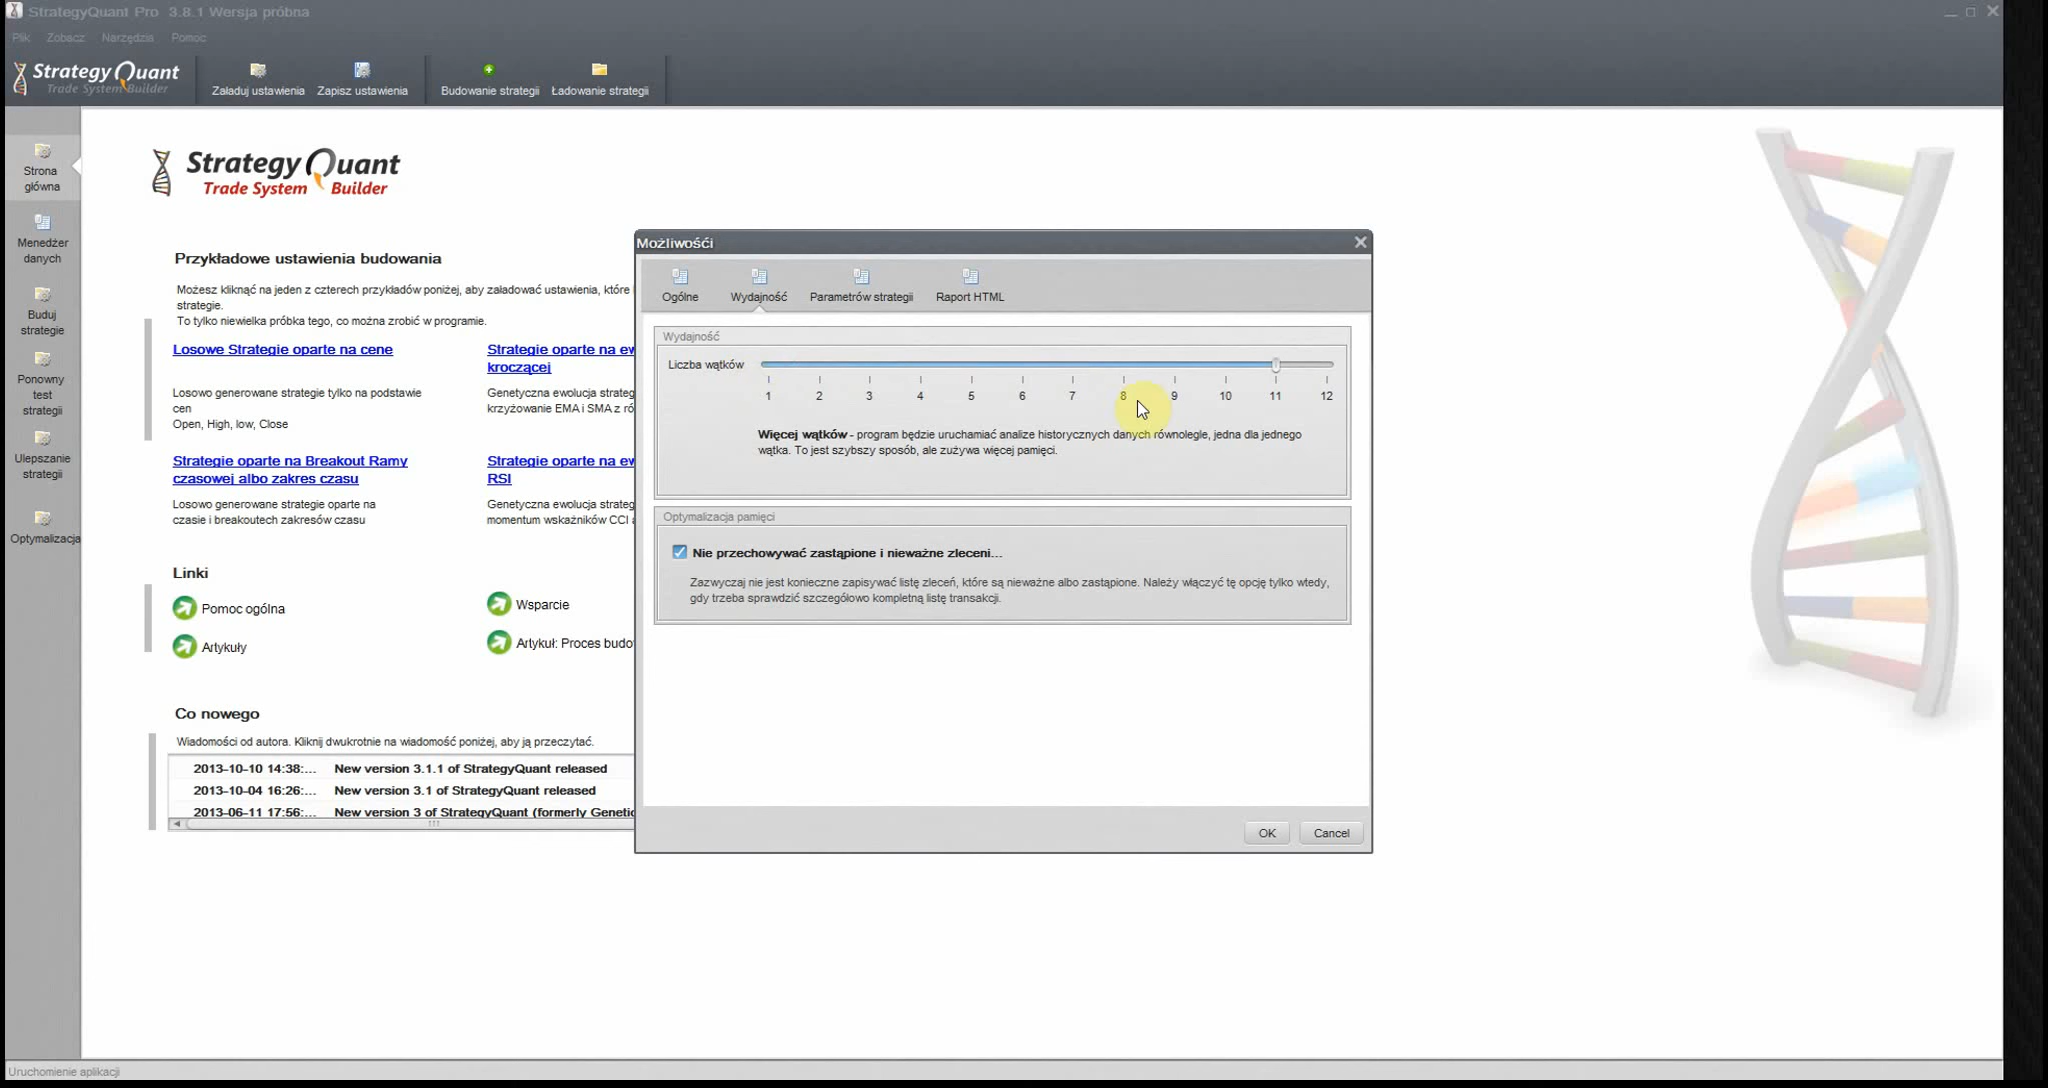 StrategyQuant Pro 3.8.1 Wersja próbna
Plik Zobacz Narzędzia Pomoc
StrategyQuant
Trade System Builder
Załaduj ustawienia Zapisz ustawienia Budowanie strategii Ładowanie strategii
Strona
główna
Menedżer
danych
Buduj
strategie
Ponowny
test
strategii
Ulepszanie
strategii
Optymalizacja
StrategyQuant
Trade System Builder
Przykładowe ustawienia budowania
Możesz kliknąć na jeden z czterech przykładów poniżej, aby załadować ustawienia, które
strategie.
To tylko niewielka próbka tego, co można zrobić w programie.
Losowe Strategie oparte na cene
Losowo generowane strategie tylko na podstawie
cen
Open, High, low, Close
Strategie oparte na ew
kroczącej
Genetyczna ewolucja strateg
krzyżowanie EMA i SMA z ró
Strategie oparte na Breakout Ramy
czasowej albo zakres czasu
Losowo generowane strategie oparte na
czasie i breakoutech zakresów czasu
Strategie oparte na ew
RSI
Genetyczna ewolucja strateg
momentum wskaźników CCI
Linki
Pomoc ogólna
Wsparcie
Artykuły
Artykuł: Proces budo
Co nowego
Wiadomości od autora. Kliknij dwukrotnie na wiadomość poniżej, aby ją przeczytać.
2013-10-10 14:38:... New version 3.1.1 of StrategyQuant released
2013-10-04 16:26:... New version 3.1 of StrategyQuant released
2013-06-11 17:56:... New version 3 of StrategyQuant (formerly Genetic
Możliwośći
Ogólne Wydajność Parametrów strategii Raport HTML
Wydajność
Liczba wątków
1 2 3 4 5 6 7 8 9 10 11 12
Więcej wątków - program będzie uruchamiać analize historycznych danych równolegle, jedna dla jednego
wątka. To jest szybszy sposób, ale zużywa więcej pamięci.
Optymalizacja pamięci
Nie przechowywać zastąpione i nieważne zleceni...
Zazwyczaj nie jest konieczne zapisywać listę zleceń, które są nieważne albo zastąpione. Należy włączyć tę opcję tylko wtedy,
gdy trzeba sprawdzić szczegółowo kompletną listę transakcji.
OK Cancel
Uruchomienie aplikacji